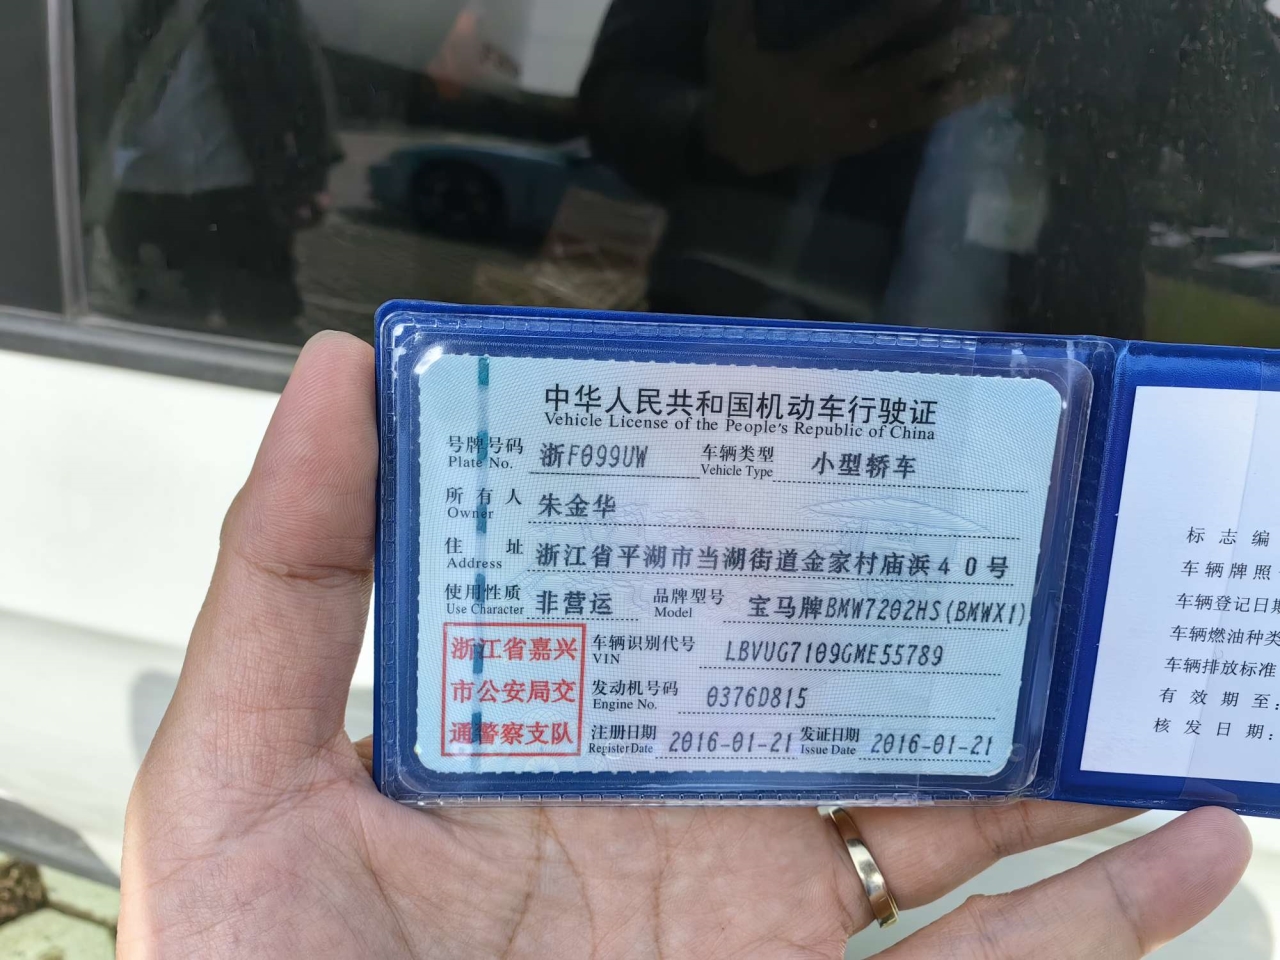 中华人民共和国机动车行驶证
Vehicle License of the People's Republic of China
号牌号码 浙F099UW 车辆类型 小型轿车
Plate No. Vehicle Type
所有人 朱金华
Owner
住址 浙江省平湖市当湖街道金家村庙浜40号
Address
使用性质 非营运 品牌型号 宝马牌BMW7202HS(BMWX1)
Use Character Model
浙江省嘉兴
市公安局交
通警察支队
车辆识别代号 LBVUG7109GME55789
VIN
发动机号码 0376D815
Engine No.
注册日期 2016-01-21 发证日期 2016-01-21
Register Date Issue Date
标志编
车辆牌照
车辆登记日期
车辆燃油种类
车辆排放标准
有效期至:
核发日期: